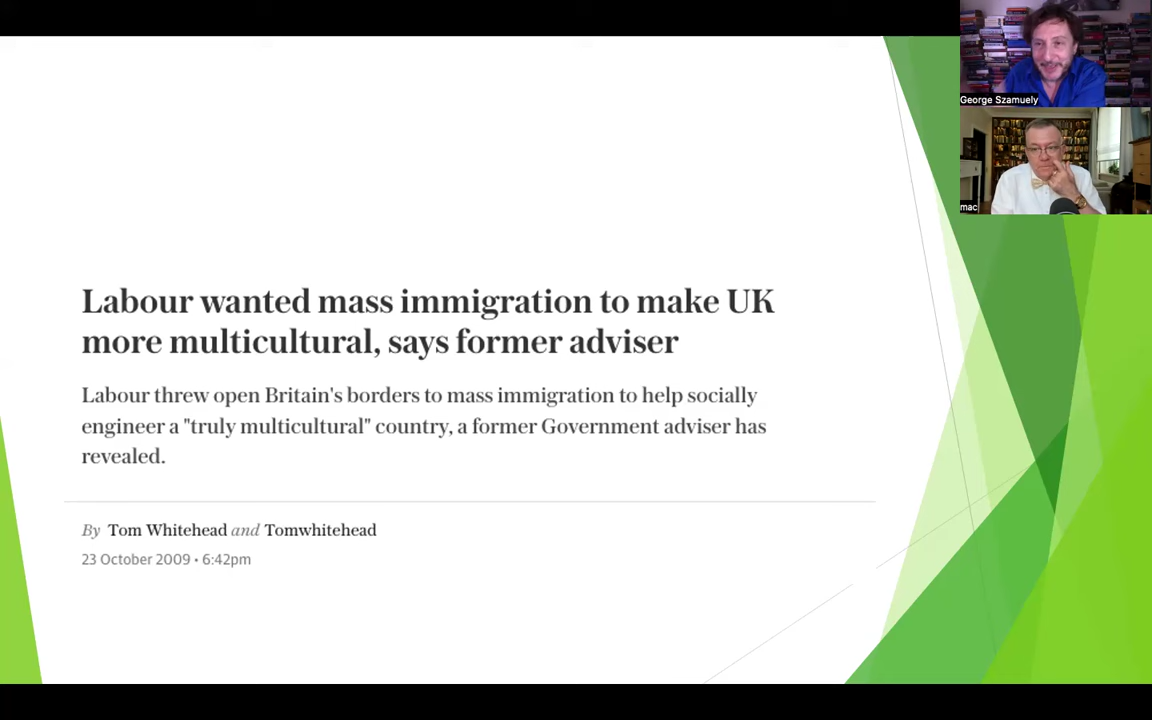 George Szamuely
mac
Labour wanted mass immigration to make UK
more multicultural, says former adviser
Labour threw open Britain's borders to mass immigration to help socially
engineer a "truly multicultural" country, a former Government adviser has
revealed.
By Tom Whitehead and Tomwhitehead
23 October 2009 • 6:42pm